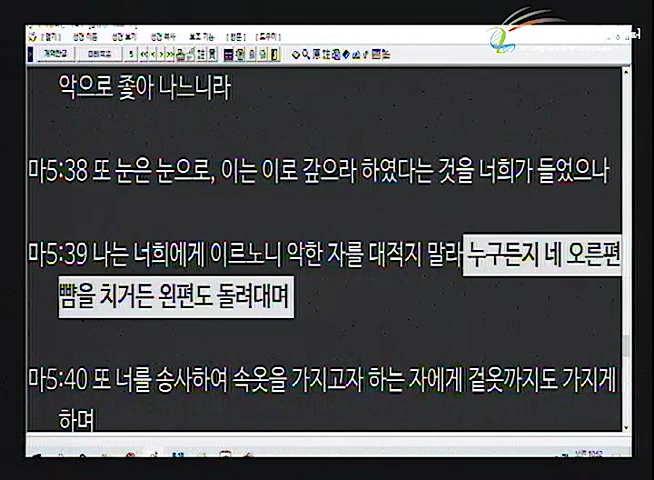 악으로 좇아 나느니라
마5:38 또 눈은 눈으로, 이는 이로 갚으라 하였다는 것을 너희가 들었으나
마5:39 나는 너희에게 이르노니 악한 자를 대적지 말라 누구든지 네 오른편
뺨을 치거든 왼편도 돌려대며
마5:40 또 너를 송사하여 속옷을 가지고자 하는 자에게 겉옷까지도 가지게
하며